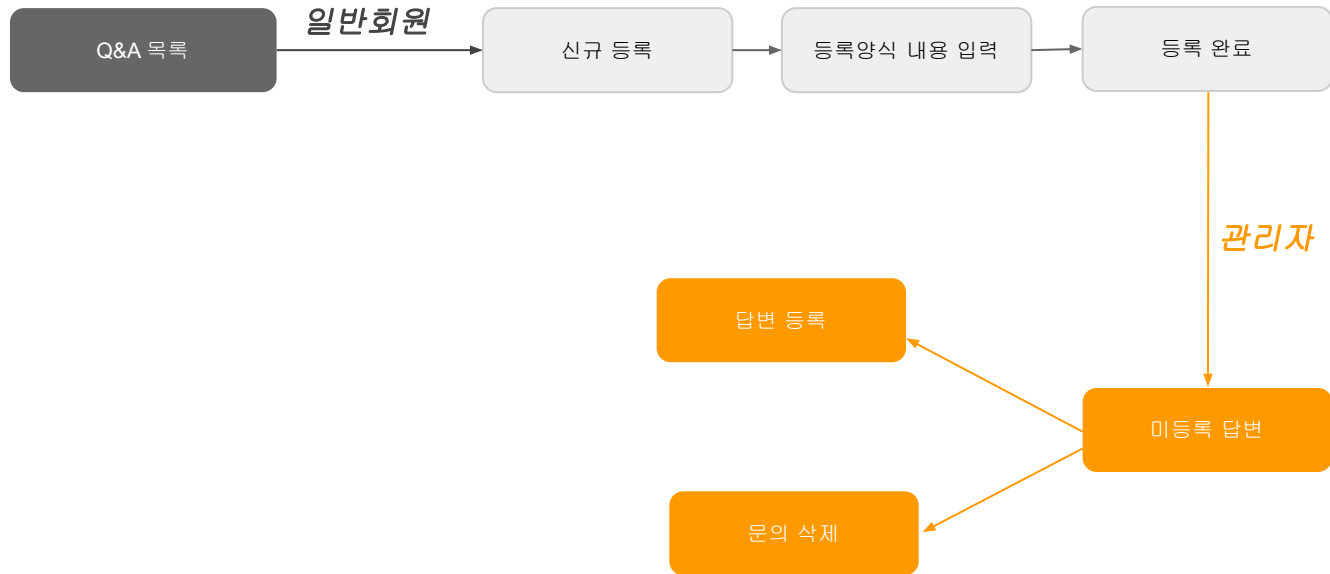 일반회원
Q&A 목록
신규 등록
등록양식 내용 입력
등록 완료
관리자
답변 등록
미등록 답변
문의 삭제